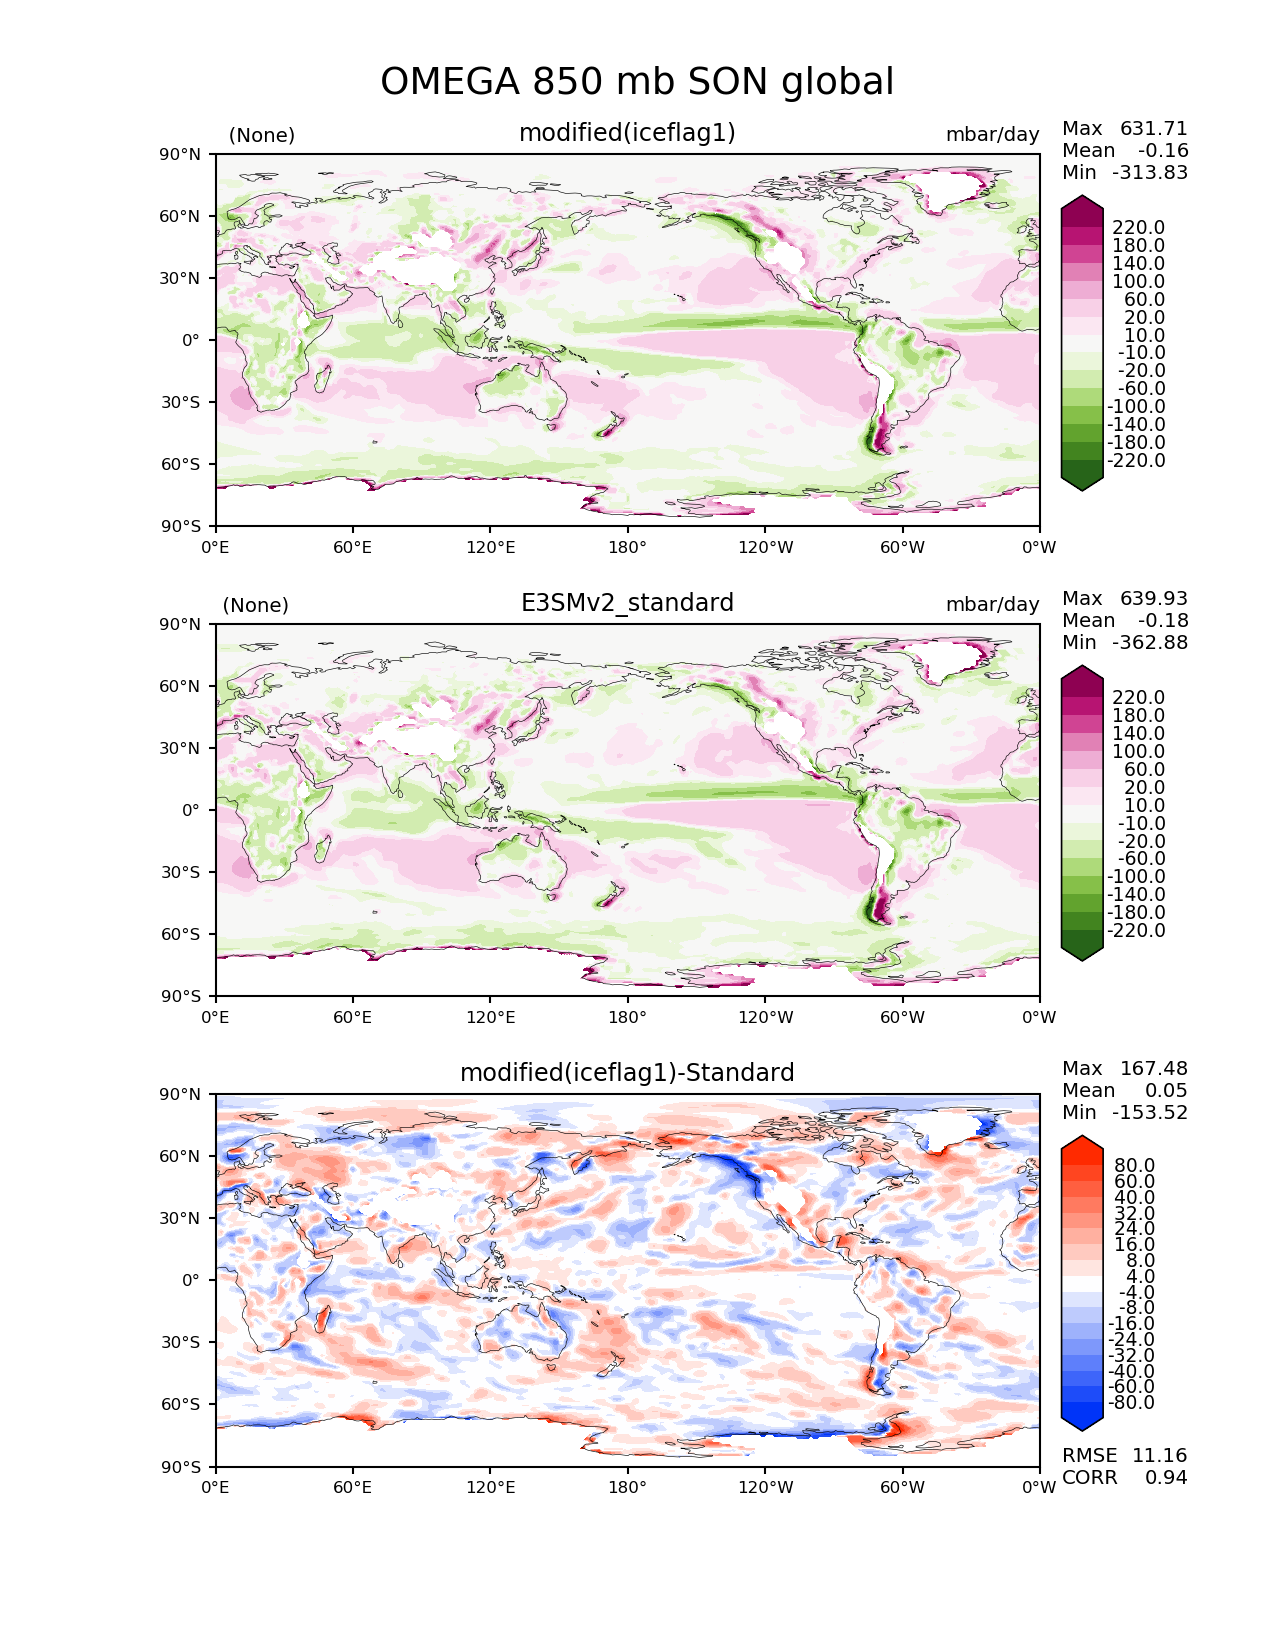 OMEGA 850 mb SON global
(None) modified(iceflag1) mbar/day
Max 631.71
Mean -0.16
Min -313.83
90°N
60°N
30°N
0°
30°S
60°S
90°S
0°E 60°E 120°E 180° 120°W 60°W 0°W
220.0
180.0
140.0
100.0
60.0
20.0
10.0
-10.0
-20.0
-60.0
-100.0
-140.0
-180.0
-220.0
(None) E3SMv2_standard mbar/day
Max 639.93
Mean -0.18
Min -362.88
90°N
60°N
30°N
0°
30°S
60°S
90°S
0°E 60°E 120°E 180° 120°W 60°W 0°W
220.0
180.0
140.0
100.0
60.0
20.0
10.0
-10.0
-20.0
-60.0
-100.0
-140.0
-180.0
-220.0
modified(iceflag1)-Standard
Max 167.48
Mean 0.05
Min -153.52
90°N
60°N
30°N
0°
30°S
60°S
90°S
0°E 60°E 120°E 180° 120°W 60°W 0°W
80.0
60.0
40.0
32.0
24.0
16.0
8.0
4.0
-4.0
-8.0
-16.0
-24.0
-32.0
-40.0
-60.0
-80.0
RMSE 11.16
CORR 0.94